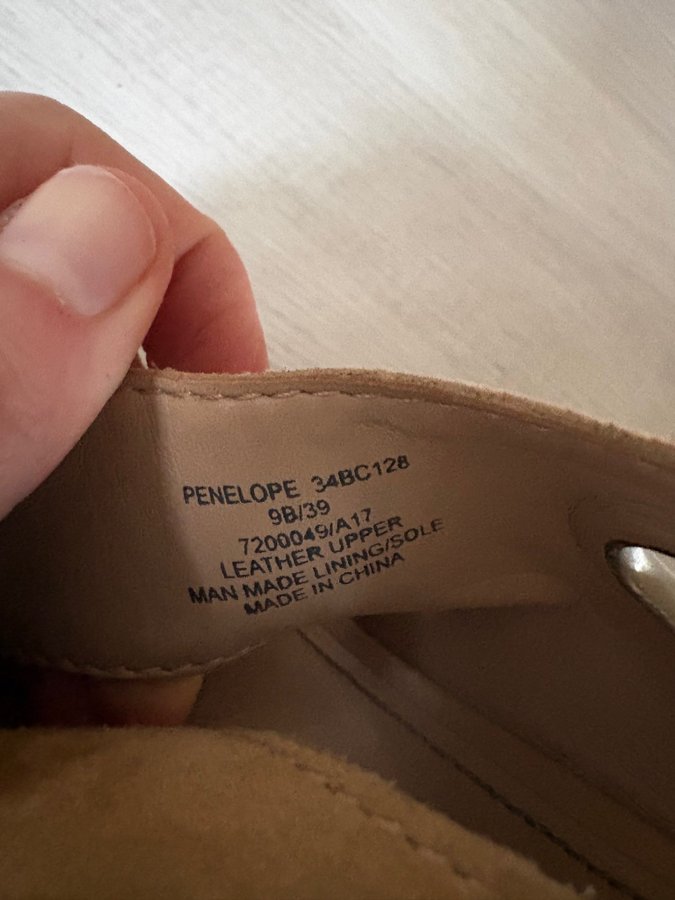 PENELOPE 34BC128
9B/39
7200049/A17
LEATHER UPPER
MAN MADE LINING/SOLE
MADE IN CHINA